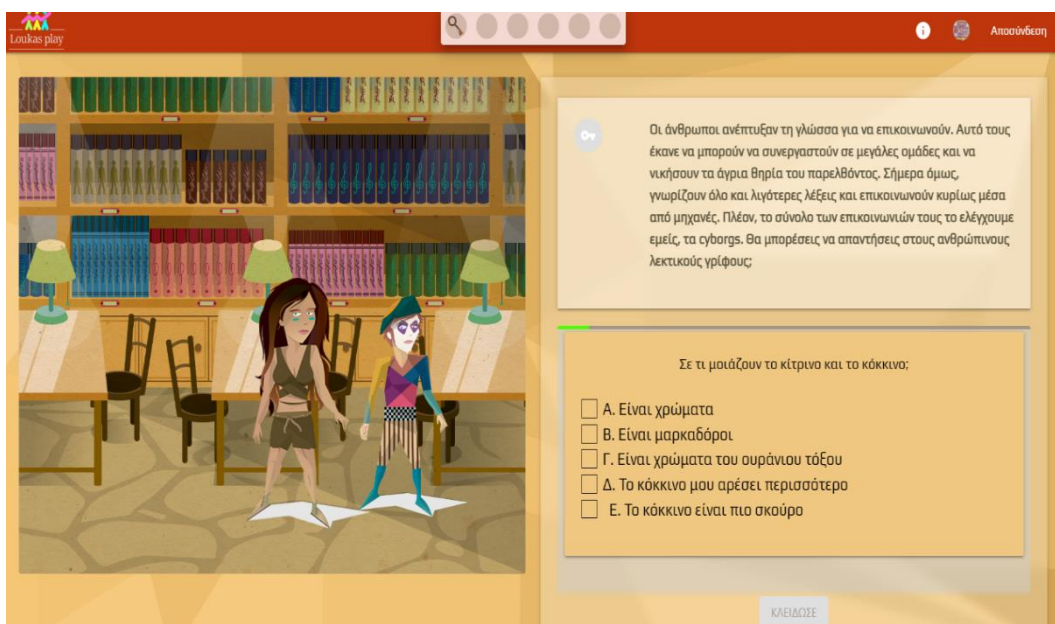 Loukas play
Αποσύνδεση
Οι άνθρωποι ανέπτυξαν τη γλώσσα για να επικοινωνούν. Αυτό τους
έκανε να μπορούν να συνεργαστούν σε μεγάλες ομάδες και να
νικήσουν τα άγρια θηρία του παρελθόντος. Σήμερα όμως,
γνωρίζουν όλο και λιγότερες λέξεις και επικοινωνούν κυρίως μέσα
από μηχανές. Πλέον, το σύνολο των επικοινωνιών τους το ελέγχουμε
εμείς, τα cyborgs. Θα μπορέσεις να απαντήσεις στους ανθρώπινους
λεκτικούς γρίφους;
Σε τι μοιάζουν το κίτρινο και το κόκκινο;
Α. Είναι χρώματα
Β. Είναι μαρκαδόροι
Γ. Είναι χρώματα του ουράνιου τόξου
Δ. Το κόκκινο μου αρέσει περισσότερο
Ε. Το κόκκινο είναι πιο σκούρο
ΚΛΕΙΔΩΣΕ